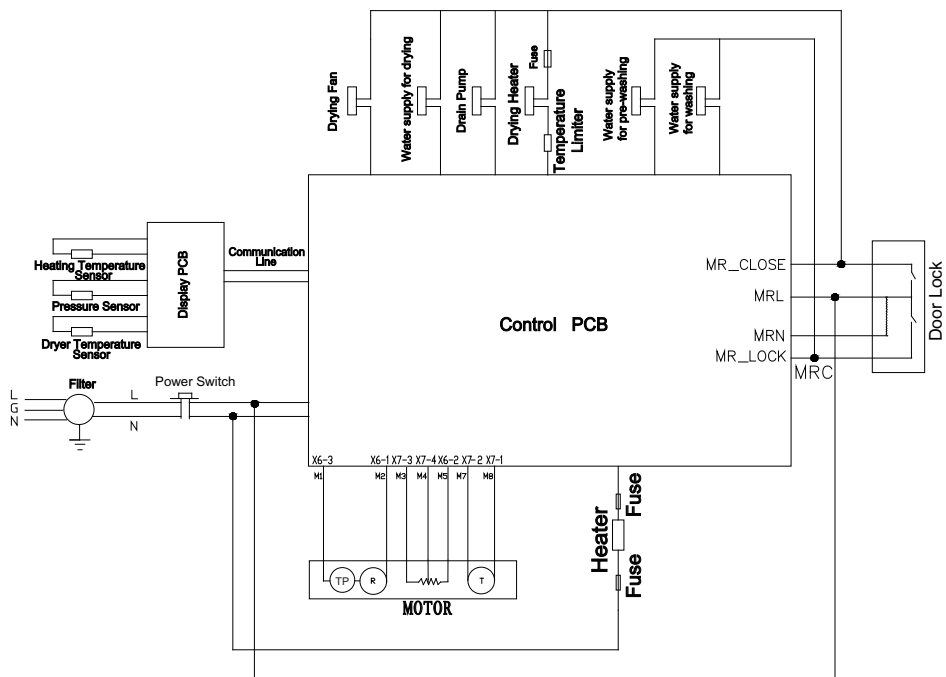 Drying Fan
Water supply for drying
Drain Pump
Drying Heater
Fuse
Temperature
Limiter
Water supply
for pre-washing
Water supply
for washing
Heating Temperature
Sensor
Pressure Sensor
Dryer Temperature
Sensor
Display PCB
Communication
Line
Control PCB
MR_CLOSE
MRL
MRN
MR_LOCK
MRC
Door Lock
Filter
Power Switch
L
G
N
L
N
X6-3 X6-1 X7-3 X7-4 X6-2 X7-2 X7-1
M1 M2 M3 M4 M5 M7 M8
TP R T
MOTOR
Heater
Fuse
Fuse